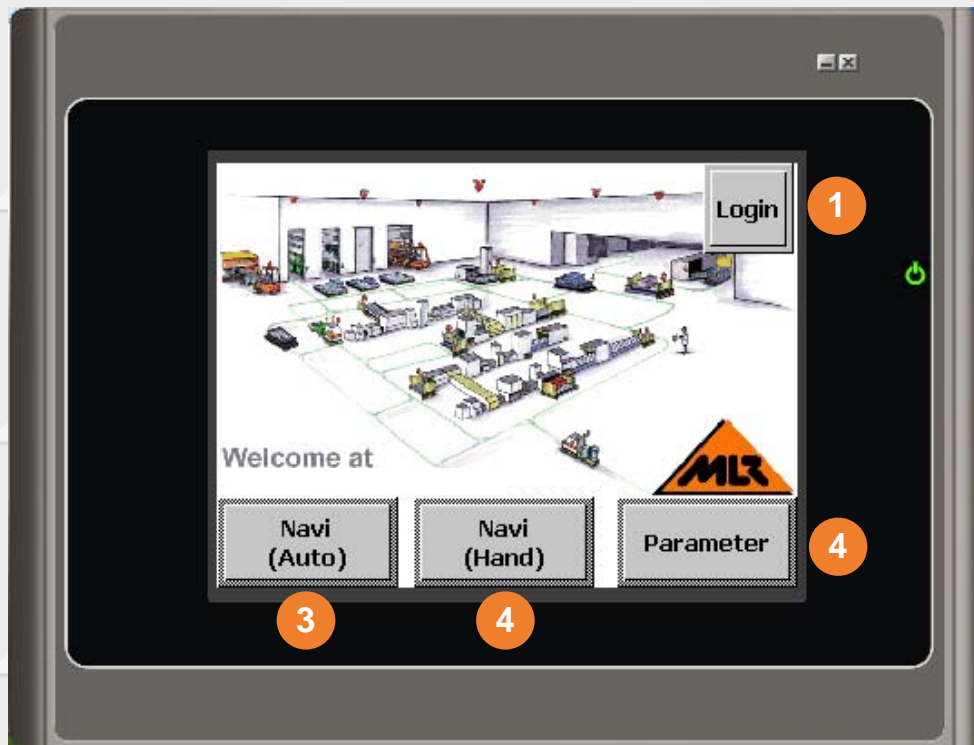 Login
1
Welcome at
MLR
Navi
(Auto)
Navi
(Hand)
Parameter
4
3
4